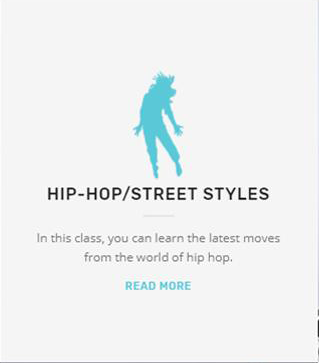 HIP-HOP/STREET STYLES
In this class, you can learn the latest moves
from the world of hip hop.
READ MORE